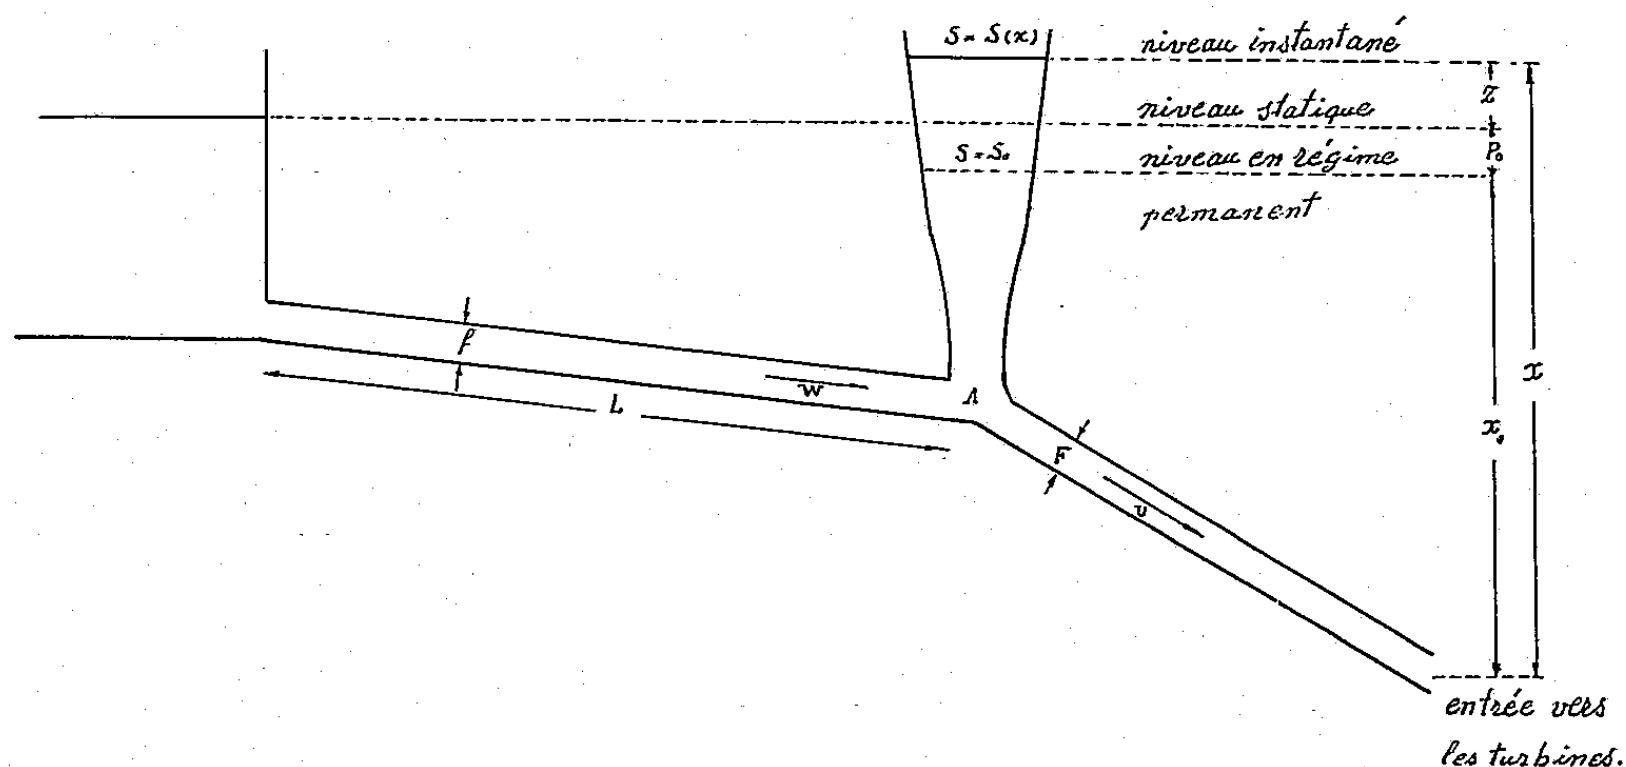 S = S(x)
niveau instantané
Z
niveau statique
S = S₀
niveau en régime
P₀
permanent
f
W
L
Λ
x
x₀
F
v
entrée vers
les turbines.